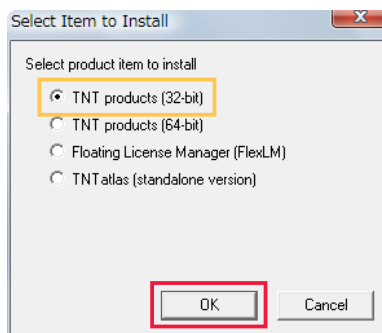 Select Item to Install
Select product item to install
TNT products (32-bit)
TNT products (64-bit)
Floating License Manager (FlexLM)
TNTatlas (standalone version)
OK
Cancel